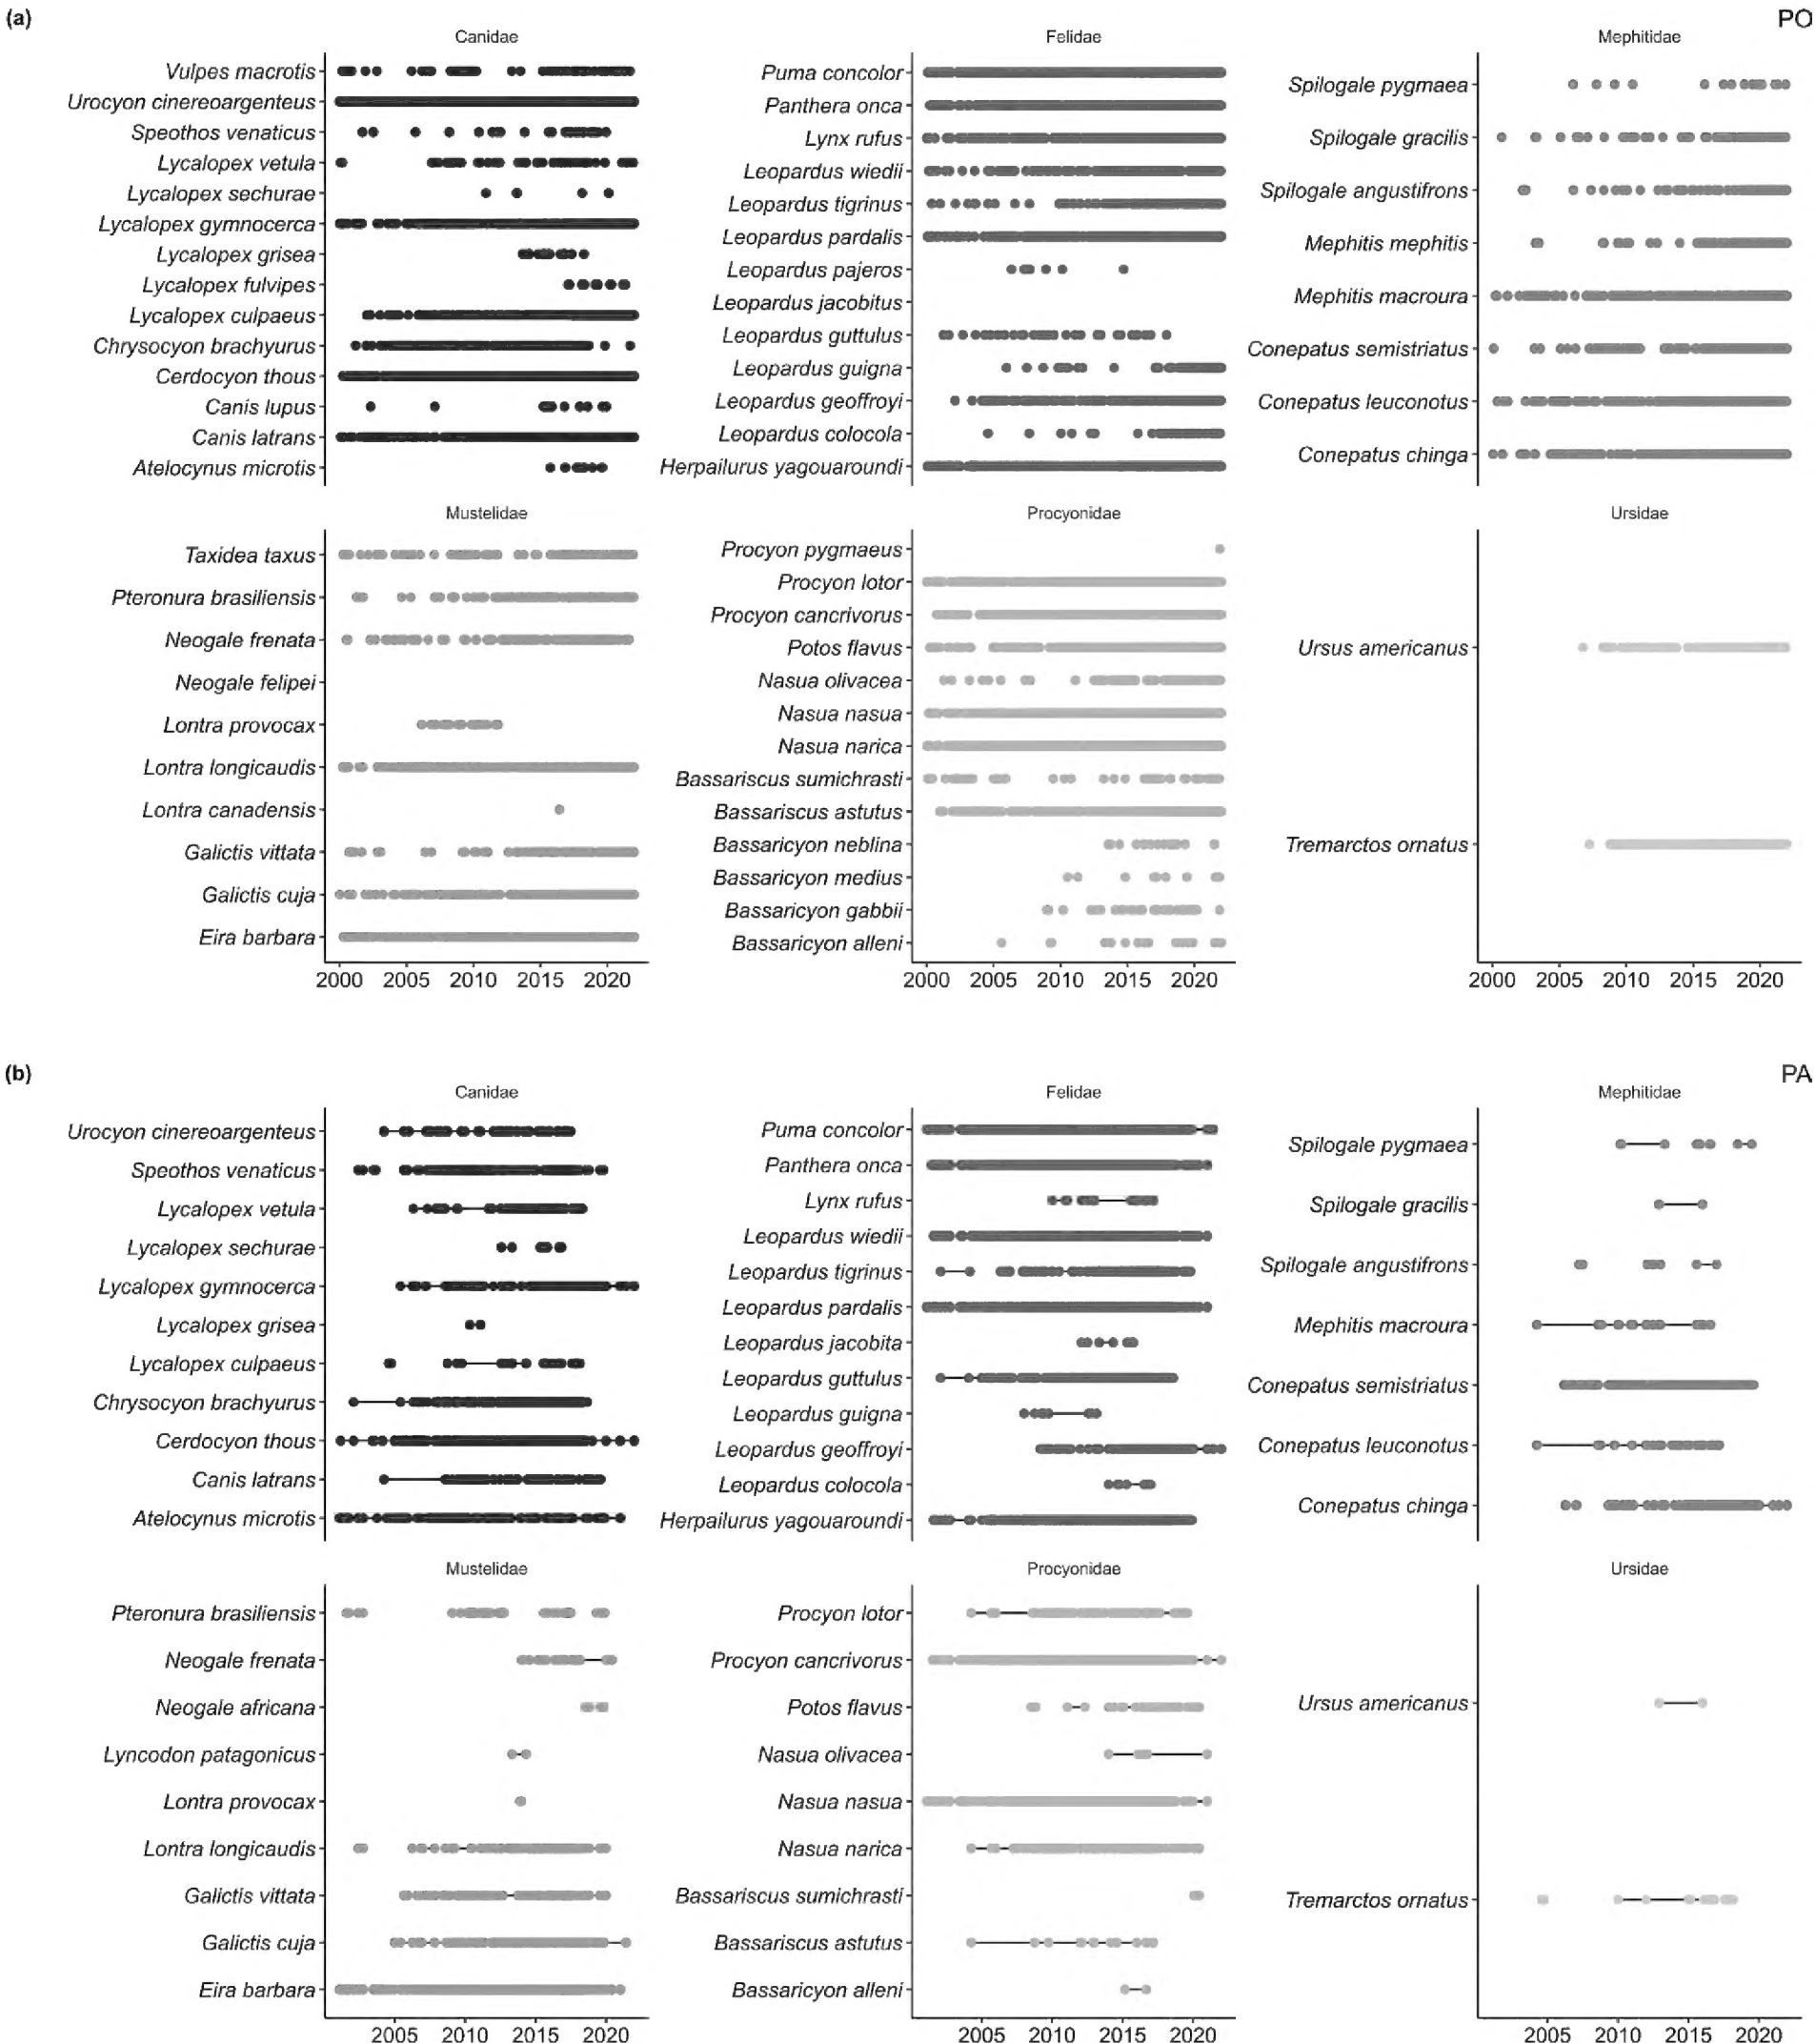 (a)
PO
Canidae
Vulpes macrotis
Urocyon cinereoargenteus
Speothos venaticus
Lycalopex vetula
Lycalopex sechurae
Lycalopex gymnocerca
Lycalopex grisea
Lycalopex fulvipes
Lycalopex culpaeus
Chrysocyon brachyurus
Cerdocyon thous
Canis lupus
Canis latrans
Atelocynus microtis
Felidae
Puma concolor
Panthera onca
Lynx rufus
Leopardus wiedii
Leopardus tigrinus
Leopardus pardalis
Leopardus pajeros
Leopardus jacobitus
Leopardus guttulus
Leopardus guigna
Leopardus geoffroyi
Leopardus colocola
Herpailurus yagouaroundi
Mephitidae
Spilogale pygmaea
Spilogale gracilis
Spilogale angustifrons
Mephitis mephitis
Mephitis macroura
Conepatus semistriatus
Conepatus leuconotus
Conepatus chinga
Mustelidae
Taxidea taxus
Pteronura brasiliensis
Neogale frenata
Neogale felipei
Lontra provocax
Lontra longicaudis
Lontra canadensis
Galictis vittata
Galictis cuja
Eira barbara
2000 2005 2010 2015 2020
Procyonidae
Procyon pygmaeus
Procyon lotor
Procyon cancrivorus
Potos flavus
Nasua olivacea
Nasua nasua
Nasua narica
Bassariscus sumichrasti
Bassariscus astutus
Bassaricyon neblina
Bassaricyon medius
Bassaricyon gabbii
Bassaricyon alleni
2000 2005 2010 2015 2020
Ursidae
Ursus americanus
Tremarctos ornatus
2000 2005 2010 2015 2020
(b)
PA
Canidae
Urocyon cinereoargenteus
Speothos venaticus
Lycalopex vetula
Lycalopex sechurae
Lycalopex gymnocerca
Lycalopex grisea
Lycalopex culpaeus
Chrysocyon brachyurus
Cerdocyon thous
Canis latrans
Atelocynus microtis
Felidae
Puma concolor
Panthera onca
Lynx rufus
Leopardus wiedii
Leopardus tigrinus
Leopardus pardalis
Leopardus jacobita
Leopardus guttulus
Leopardus guigna
Leopardus geoffroyi
Leopardus colocola
Herpailurus yagouaroundi
Mephitidae
Spilogale pygmaea
Spilogale gracilis
Spilogale angustifrons
Mephitis macroura
Conepatus semistriatus
Conepatus leuconotus
Conepatus chinga
Mustelidae
Pteronura brasiliensis
Neogale frenata
Neogale africana
Lyncodon patagonicus
Lontra provocax
Lontra longicaudis
Galictis vittata
Galictis cuja
Eira barbara
2005 2010 2015 2020
Procyonidae
Procyon lotor
Procyon cancrivorus
Potos flavus
Nasua olivacea
Nasua nasua
Nasua narica
Bassariscus sumichrasti
Bassariscus astutus
Bassaricyon alleni
2005 2010 2015 2020
Ursidae
Ursus americanus
Tremarctos ornatus
2005 2010 2015 2020